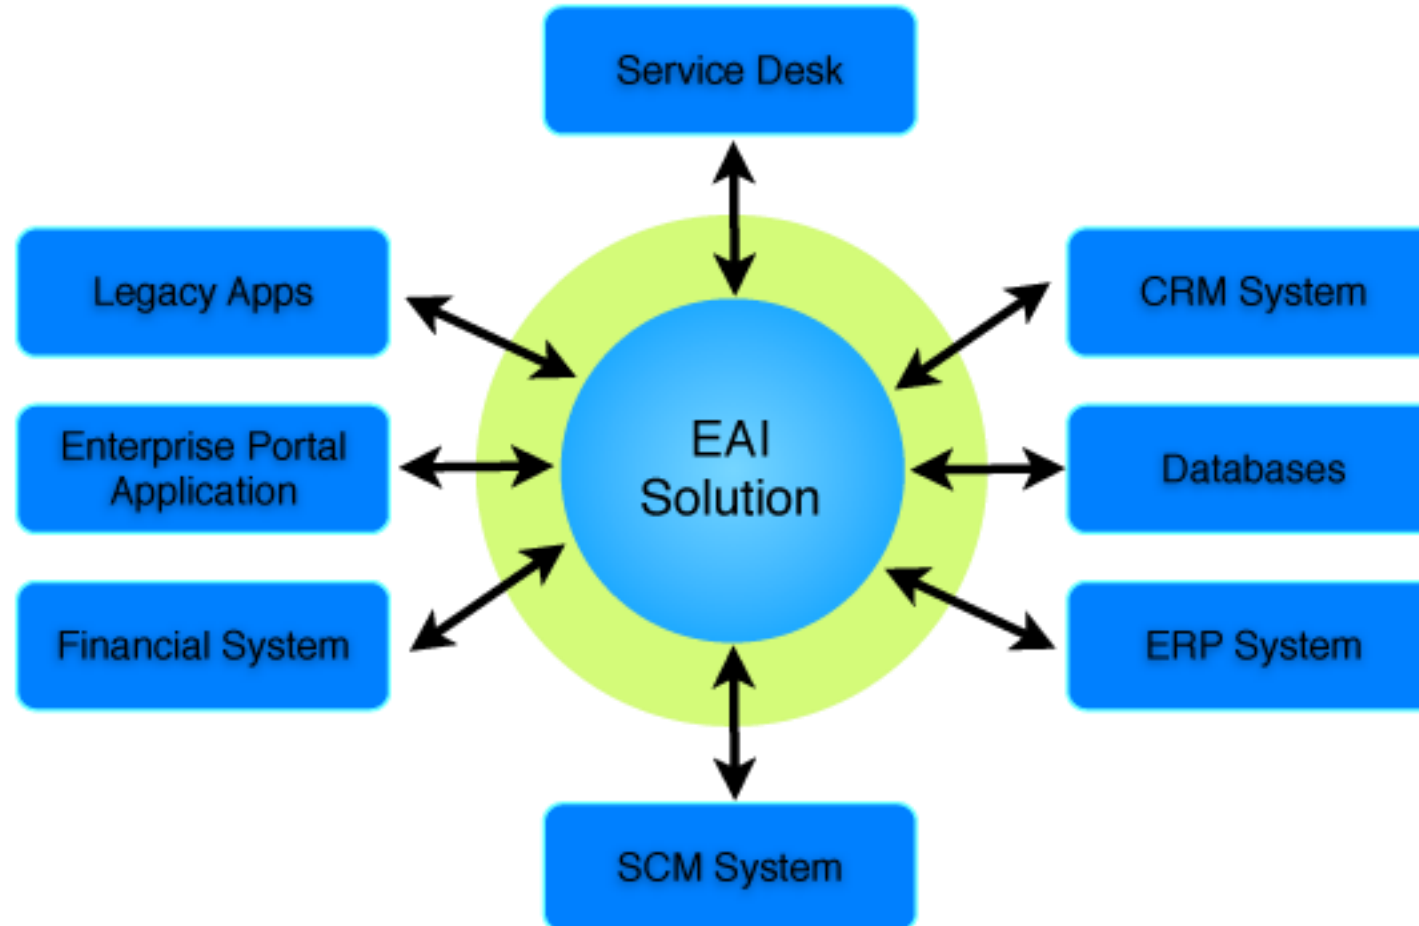 Service Desk
Legacy Apps
CRM System
Enterprise Portal
Application
EAI
Solution
Databases
Financial System
ERP System
SCM System